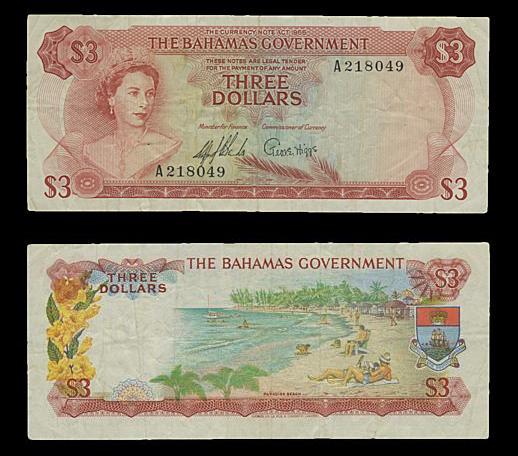 THE CURRENCY NOTE ACT 1965
THE BAHAMAS GOVERNMENT
$3
$3
THESE NOTES ARE LEGAL TENDER
FOR THE PAYMENT OF ANY AMOUNT
A218049
THREE
DOLLARS
Minister for Finance Commissioner of Currency
A218049
$3
$3
THE BAHAMAS GOVERNMENT
THREE
DOLLARS
$3
PARADISE BEACH
$3
$3